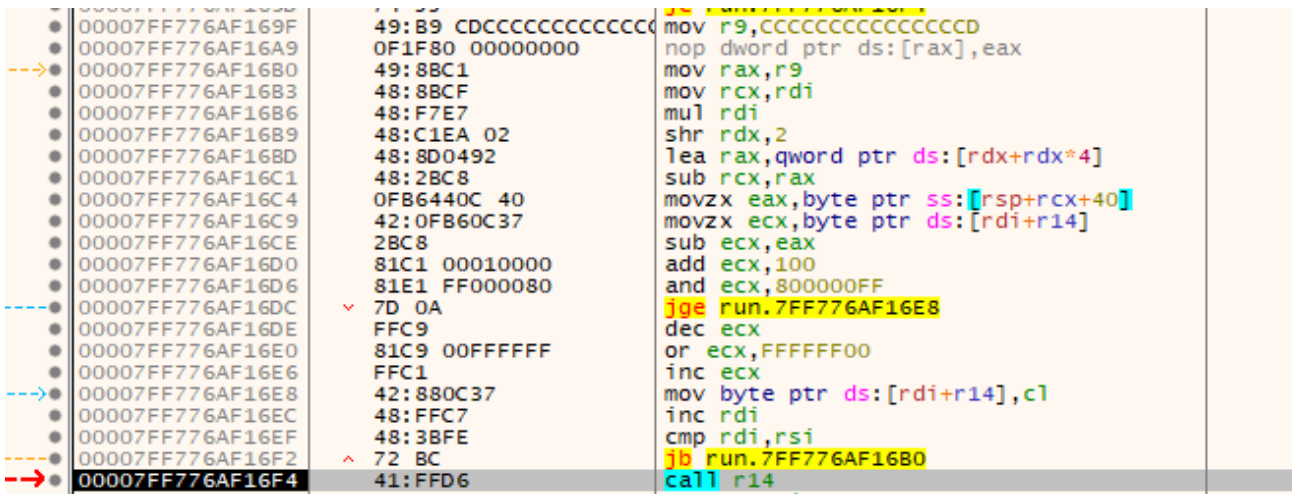 00007FF776AF169F 49:B9 CDCCCCCCCCCCCC mov r9,CCCCCCCCCCCCCCCD
00007FF776AF16A9 0F1F80 00000000 nop dword ptr ds:[rax],eax
00007FF776AF16B0 49:8BC1 mov rax,r9
00007FF776AF16B3 48:8BCF mov rcx,rdi
00007FF776AF16B6 48:F7E7 mul rdi
00007FF776AF16B9 48:C1EA 02 shr rdx,2
00007FF776AF16BD 48:8D0492 lea rax,qword ptr ds:[rdx+rdx*4]
00007FF776AF16C1 48:2BC8 sub rcx,rax
00007FF776AF16C4 0FB6440C 40 movzx eax,byte ptr ss:[rsp+rcx+40]
00007FF776AF16C9 42:0FB60C37 movzx ecx,byte ptr ds:[rdi+r14]
00007FF776AF16CE 2BC8 sub ecx,eax
00007FF776AF16D0 81C1 00010000 add ecx,100
00007FF776AF16D6 81E1 FF000080 and ecx,800000FF
00007FF776AF16DC 7D 0A jge run.7FF776AF16E8
00007FF776AF16DE FFC9 dec ecx
00007FF776AF16E0 81C9 00FFFFFF or ecx,FFFFFF00
00007FF776AF16E6 FFC1 inc ecx
00007FF776AF16E8 42:880C37 mov byte ptr ds:[rdi+r14],cl
00007FF776AF16EC 48:FFC7 inc rdi
00007FF776AF16EF 48:3BFE cmp rdi,rsi
00007FF776AF16F2 72 BC jb run.7FF776AF16B0
00007FF776AF16F4 41:FFD6 call r14